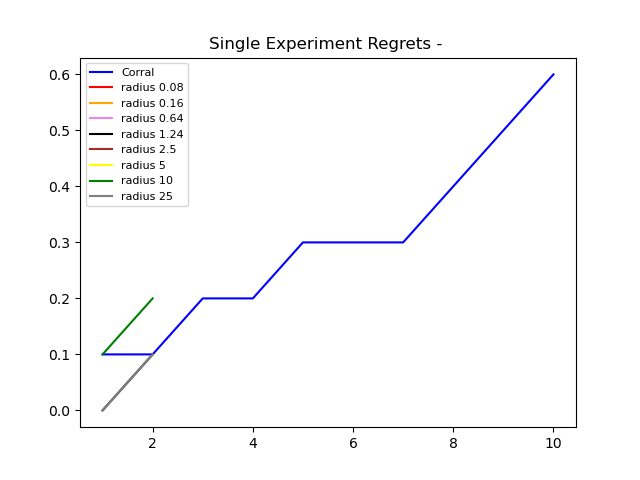 Single Experiment Regrets -
Corral
radius 0.08
radius 0.16
radius 0.64
radius 1.24
radius 2.5
radius 5
radius 10
radius 25
0.6
0.5
0.4
0.3
0.2
0.1
0.0
2 4 6 8 10